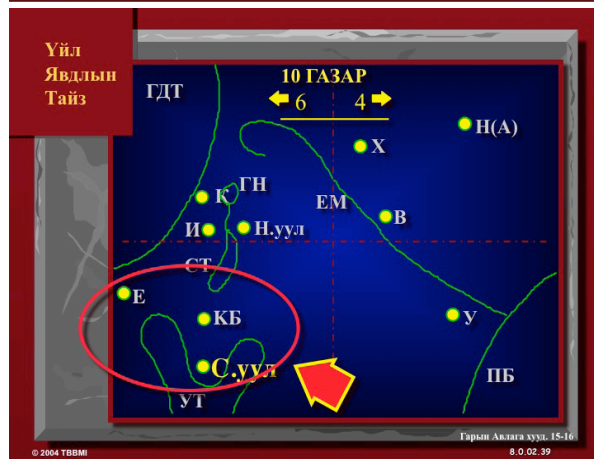 Үйл
Явдлын
Тайз
10 ГАЗАР
6 4
ГДТ
Н(А)
Х
ГН
К
ЕМ
В
И
Н.уул
СТ
Е
КБ
У
С.уул
ПБ
УТ
Гарын Авлага хууд. 15-16
© 2004 TBBMI
8.0.02.39